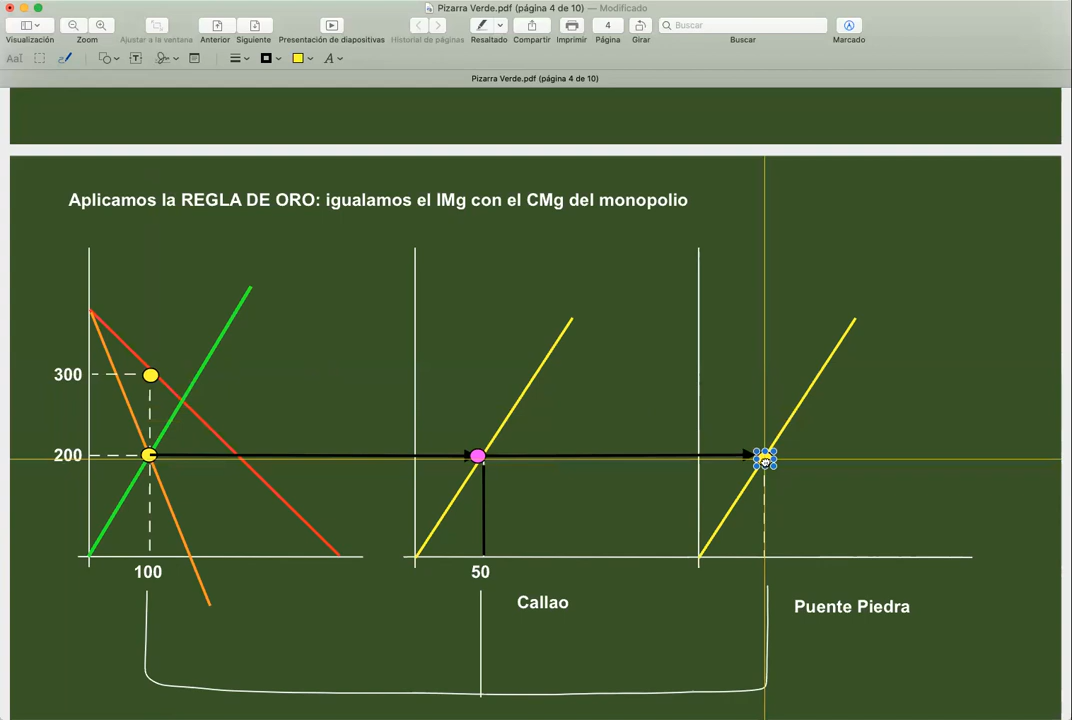 Pizarra Verde.pdf (página 4 de 10) — Modificado
4
Buscar
Visualización
Zoom
Ajustar a la ventana
Anterior
Siguiente
Presentación de diapositivas
Historial de páginas
Resaltado
Compartir
Imprimir
Página
Girar
Buscar
Marcado
AaI
T
A
Pizarra Verde.pdf (página 4 de 10)
Aplicamos la REGLA DE ORO: igualamos el IMg con el CMg del monopolio
300
200
100
50
Callao
Puente Piedra